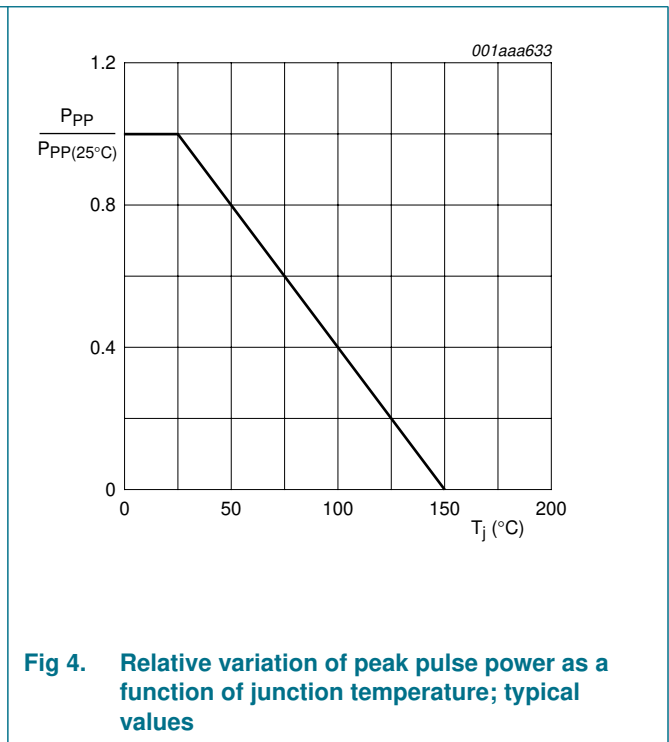 001aaa633
1.2
PPP
PPP(25°C)
0.8
0.4
0
0 50 100 150 200
Tj (°C)
Fig 4. Relative variation of peak pulse power as a
function of junction temperature; typical
values